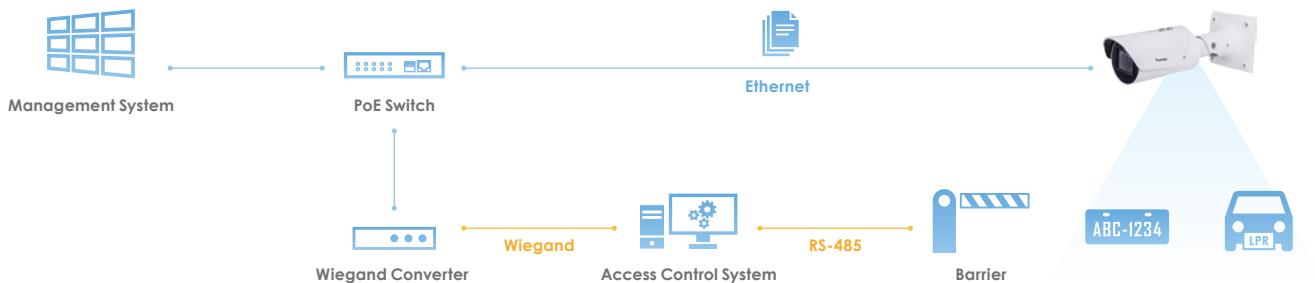 Ethernet
Management System
PoE Switch
ABC-1234
LPR
Wiegand
RS-485
Wiegand Converter
Access Control System
Barrier